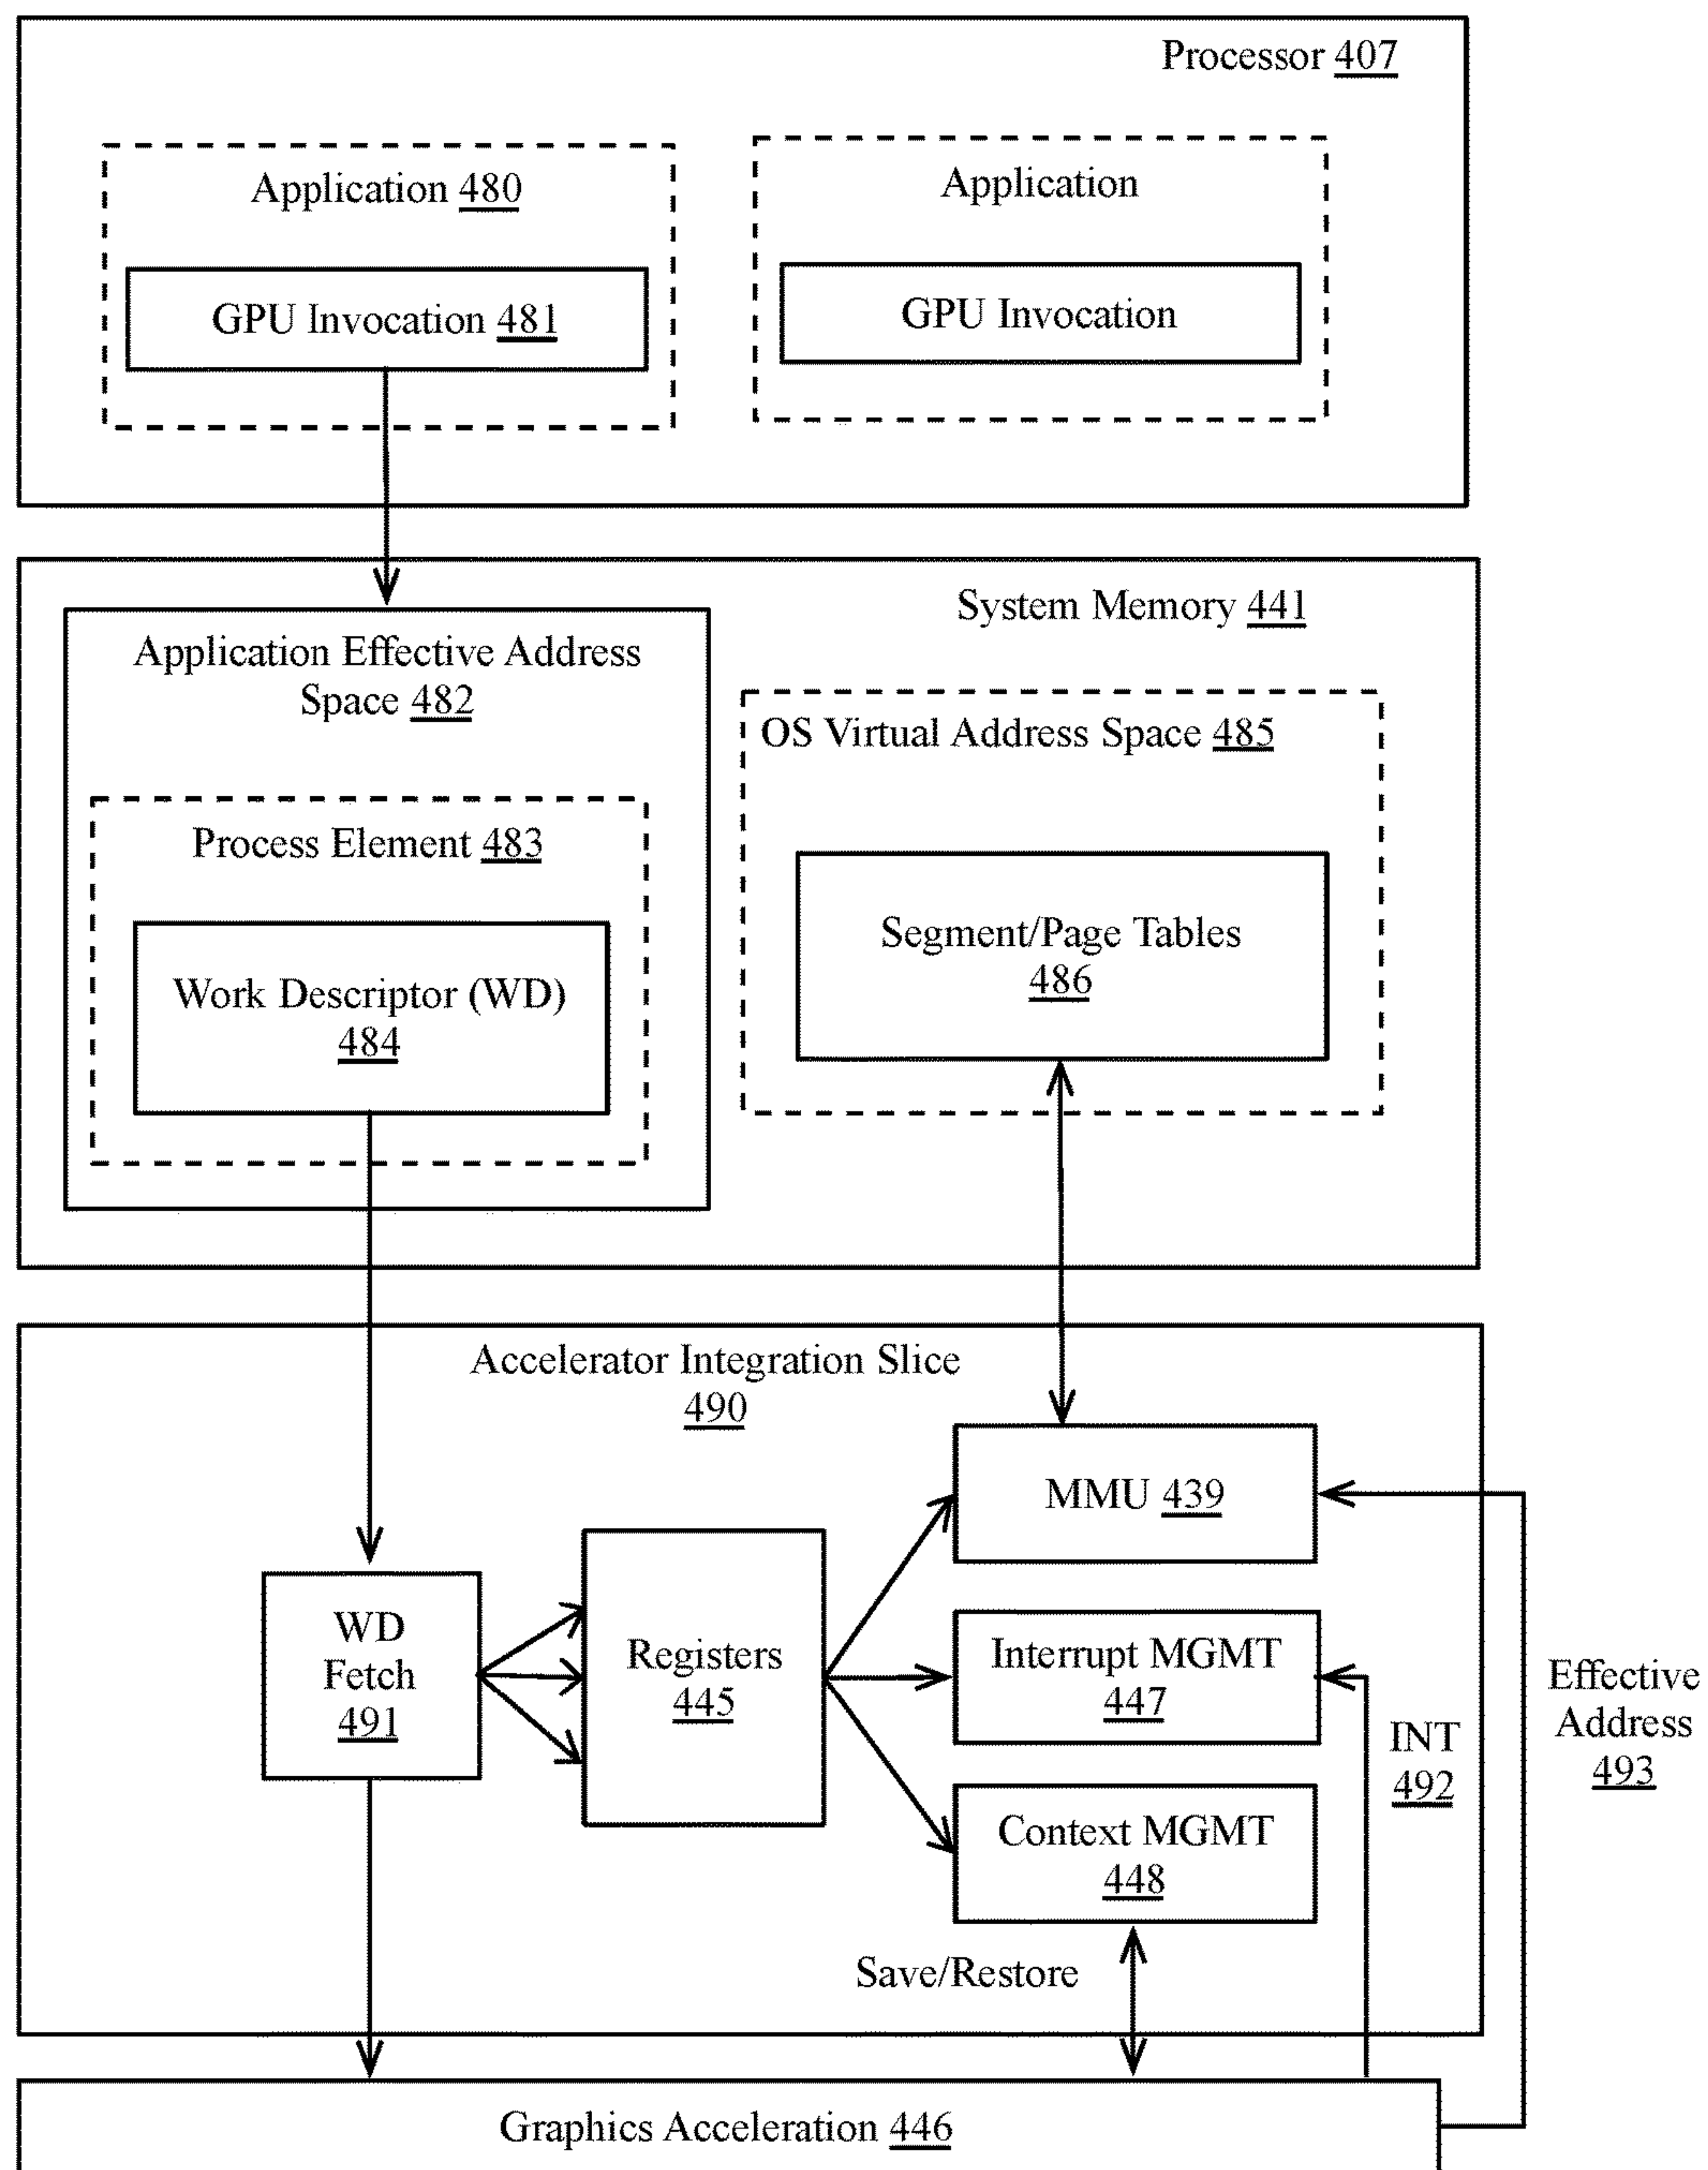 Processor 407
Application 480
Application
GPU Invocation 481
GPU Invocation
System Memory 441
Application Effective Address
Space 482
OS Virtual Address Space 485
Process Element 483
Segment/Page Tables
486
Work Descriptor (WD)
484
Accelerator Integration Slice
490
MMU 439
WD
Fetch
491
Registers
445
Interrupt MGMT
447
Effective
Address
493
INT
492
Context MGMT
448
Save/Restore
Graphics Acceleration 446